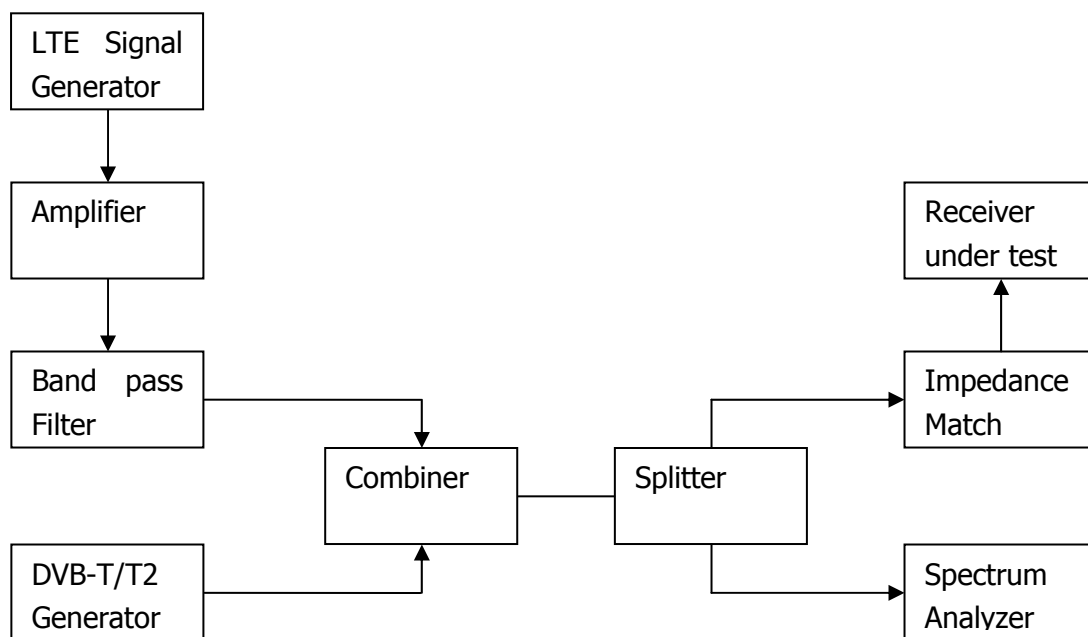 LTE Signal
Generator
Amplifier
Receiver
under test
Band pass
Filter
Impedance
Match
Combiner
Splitter
DVB-T/T2
Generator
Spectrum
Analyzer